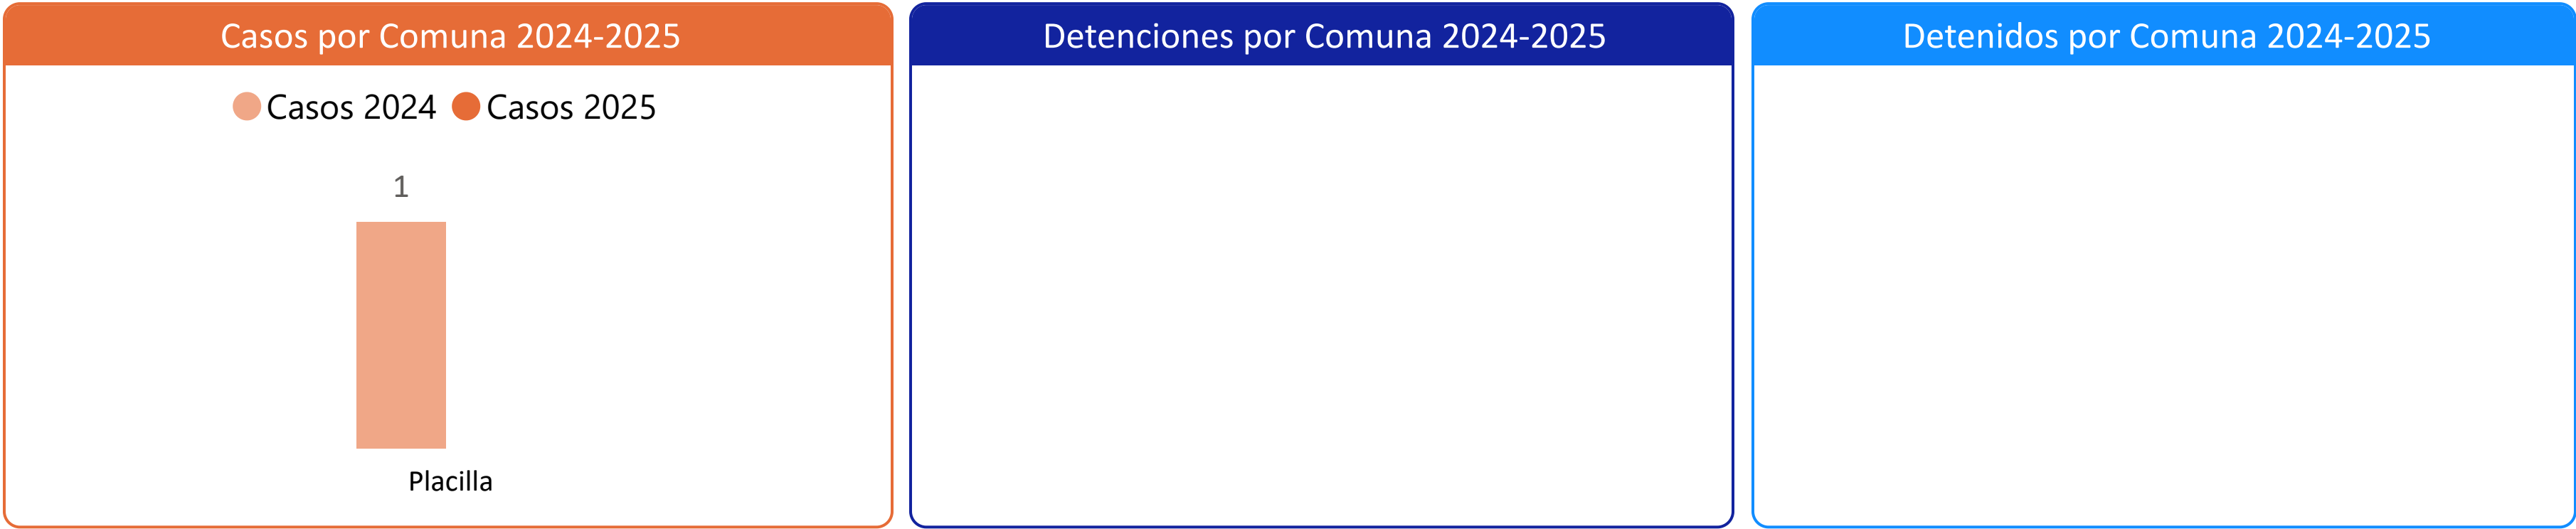 Casos por Comuna 2024-2025
Casos 2024 Casos 2025
1
Placilla
Detenciones por Comuna 2024-2025
Detenidos por Comuna 2024-2025